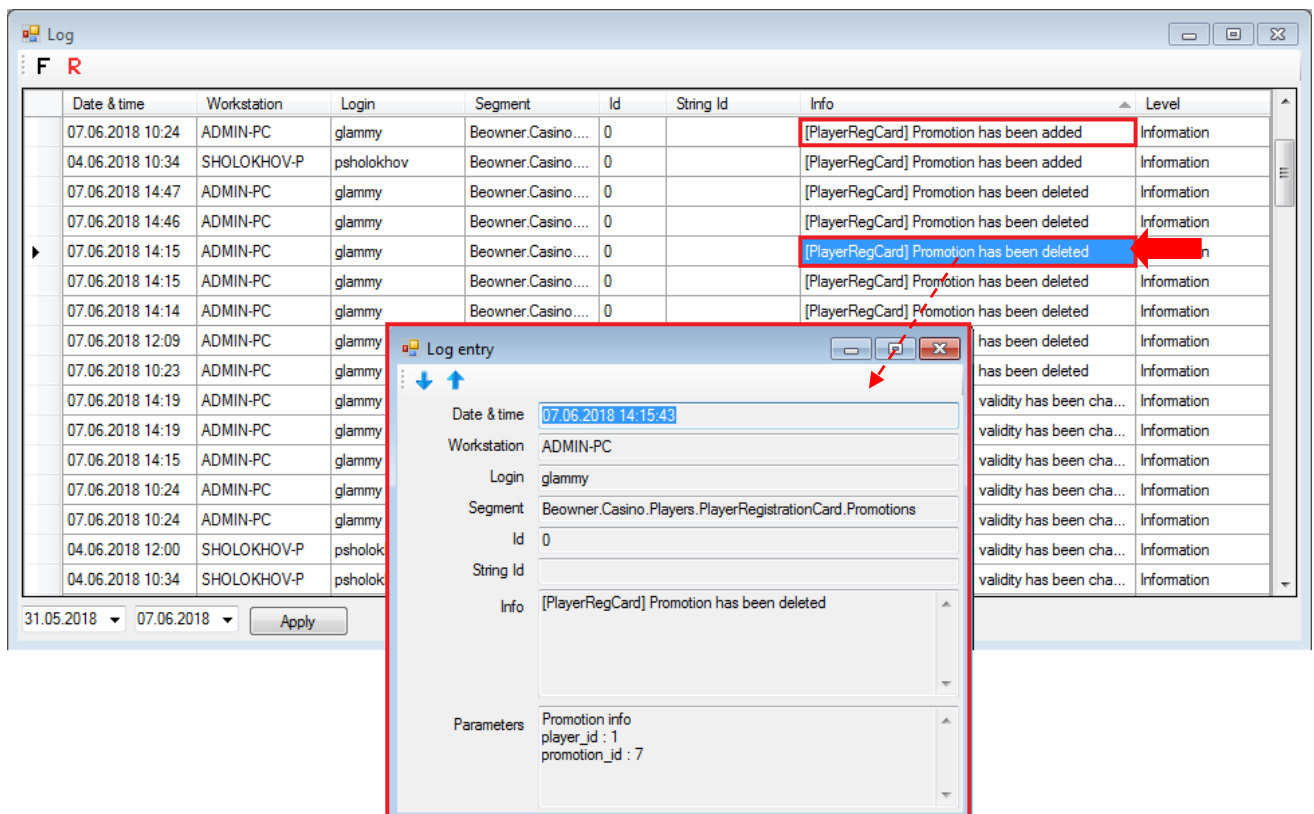 Log
F R
Date & time Workstation Login Segment Id String Id Info Level
07.06.2018 10:24 ADMIN-PC glammy Beowner.Casino.... 0 [PlayerRegCard] Promotion has been added Information
04.06.2018 10:34 SHOLOKHOV-P psholokhov Beowner.Casino.... 0 [PlayerRegCard] Promotion has been added Information
07.06.2018 14:47 ADMIN-PC glammy Beowner.Casino.... 0 [PlayerRegCard] Promotion has been deleted Information
07.06.2018 14:46 ADMIN-PC glammy Beowner.Casino.... 0 [PlayerRegCard] Promotion has been deleted Information
07.06.2018 14:15 ADMIN-PC glammy Beowner.Casino.... 0 [PlayerRegCard] Promotion has been deleted
07.06.2018 14:15 ADMIN-PC glammy Beowner.Casino.... 0 [PlayerRegCard] Promotion has been deleted Information
07.06.2018 14:14 ADMIN-PC glammy Beowner.Casino.... 0 [PlayerRegCard] Promotion has been deleted Information
07.06.2018 12:09 ADMIN-PC glammy has been deleted Information
07.06.2018 10:23 ADMIN-PC glammy has been deleted Information
07.06.2018 14:19 ADMIN-PC glammy validity has been cha... Information
07.06.2018 14:19 ADMIN-PC glammy validity has been cha... Information
07.06.2018 14:15 ADMIN-PC glammy validity has been cha... Information
07.06.2018 10:24 ADMIN-PC glammy validity has been cha... Information
07.06.2018 10:24 ADMIN-PC glammy validity has been cha... Information
04.06.2018 12:00 SHOLOKHOV-P psholok validity has been cha... Information
04.06.2018 10:34 SHOLOKHOV-P psholok validity has been cha... Information
31.05.2018 07.06.2018 Apply
Log entry
Date & time 07.06.2018 14:15:43
Workstation ADMIN-PC
Login glammy
Segment Beowner.Casino.Players.PlayerRegistrationCard.Promotions
Id 0
String Id
Info [PlayerRegCard] Promotion has been deleted
Parameters Promotion info
player_id : 1
promotion_id : 7